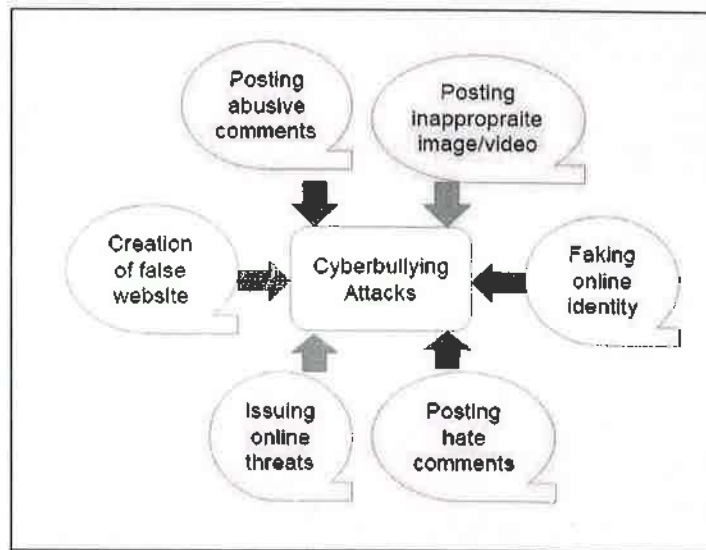 Posting
abusive
comments
Posting
inappropraite
image/video
Creation
of false
website
Cyberbullying
Attacks
Faking
online
identity
Issuing
online
threats
Posting
hate
comments